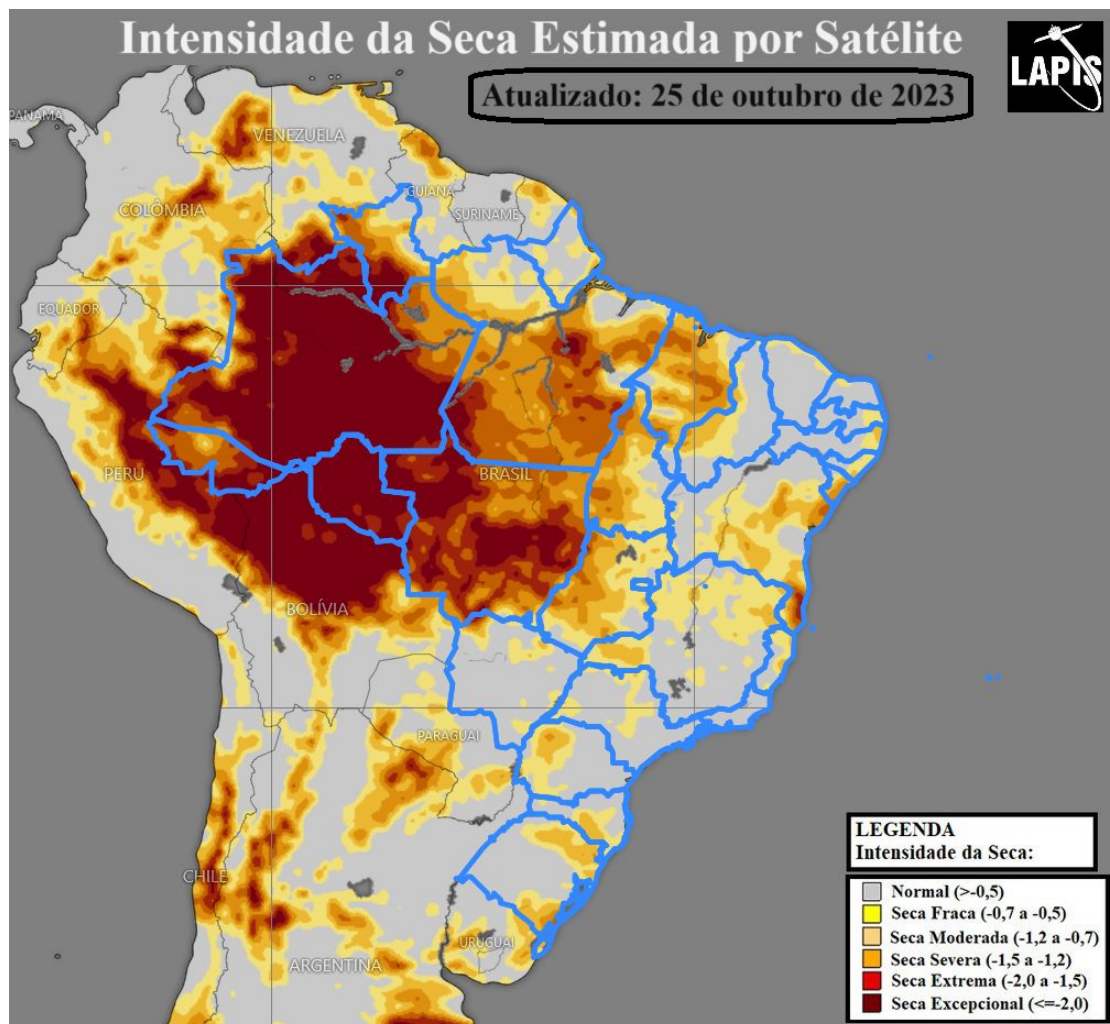 Intensidade da Seca Estimada por Satélite
LAPIS
Atualizado: 25 de outubro de 2023
PANAMÁ
VENEZUELA
GUIANA
COLÔMBIA
SURINAME
EQUADOR
PERU
BRASIL
BOLÍVIA
PARAGUAI
CHILE
URUGUAI
ARGENTINA
LEGENDA
Intensidade da Seca:
Normal (>-0,5)
Seca Fraca (-0,7 a -0,5)
Seca Moderada (-1,2 a -0,7)
Seca Severa (-1,5 a -1,2)
Seca Extrema (-2,0 a -1,5)
Seca Excepcional (<=-2,0)